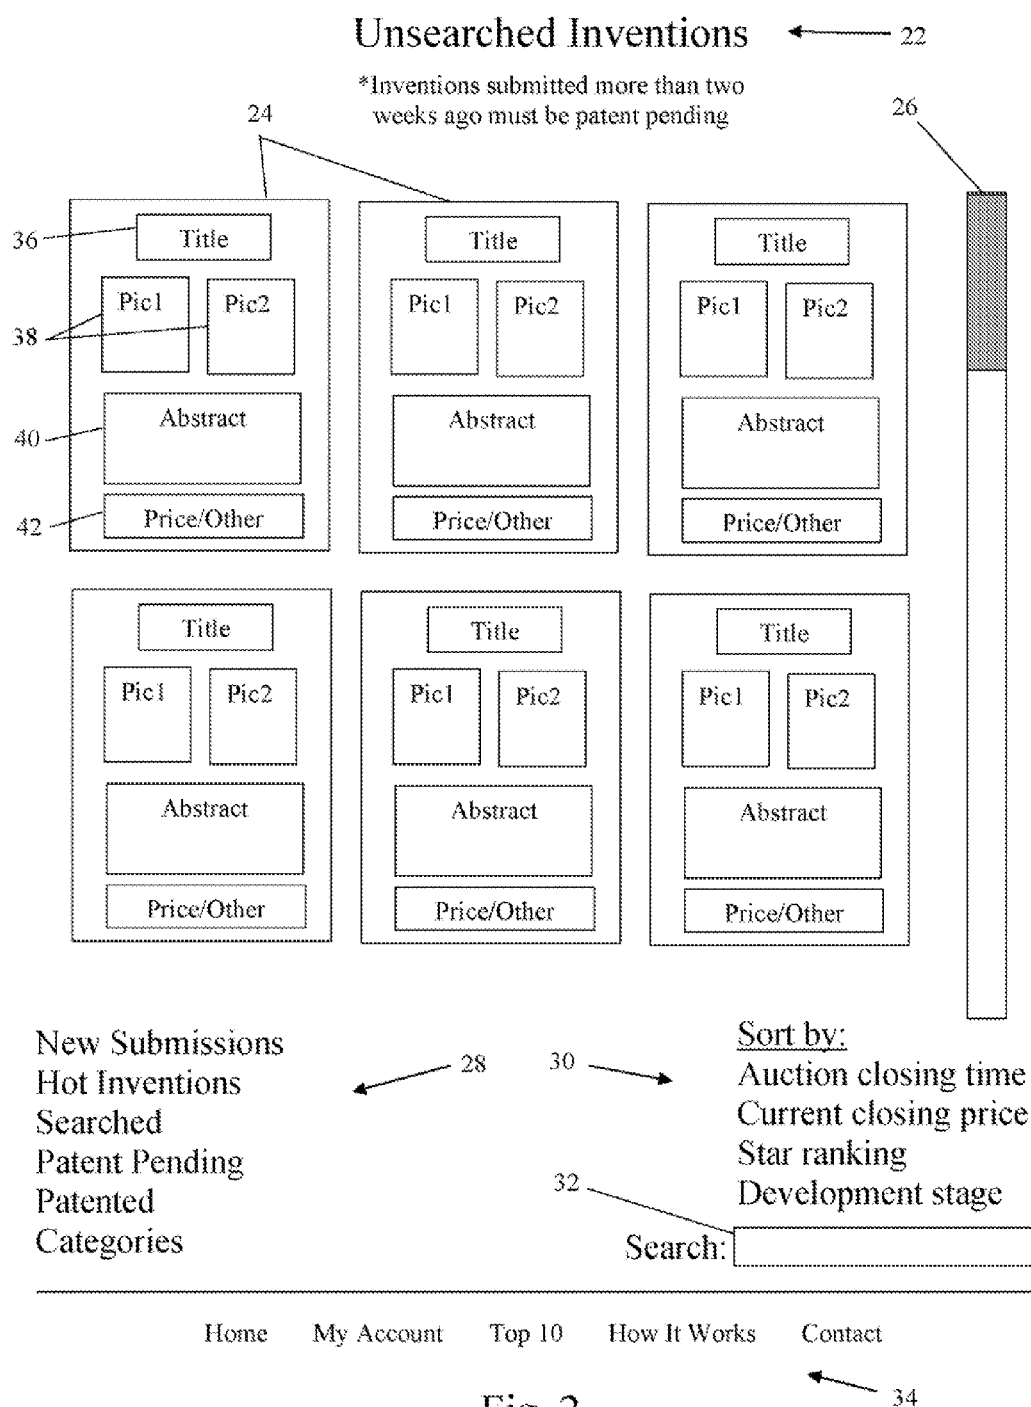 Unsearched Inventions
22
*Inventions submitted more than two
weeks ago must be patent pending
24
26
36
Title
Title
Title
Pic1
Pic2
Pic1
Pic2
Pic1
Pic2
38
Abstract
Abstract
Abstract
40
Price/Other
Price/Other
Price/Other
42
Title
Title
Title
Pic1
Pic2
Pic1
Pic2
Pic1
Pic2
Abstract
Abstract
Abstract
Price/Other
Price/Other
Price/Other
New Submissions
Hot Inventions
Searched
Patent Pending
Patented
Categories
28
30
Sort by:
Auction closing time
Current closing price
Star ranking
Development stage
32
Search:
Home My Account Top 10 How It Works Contact
34